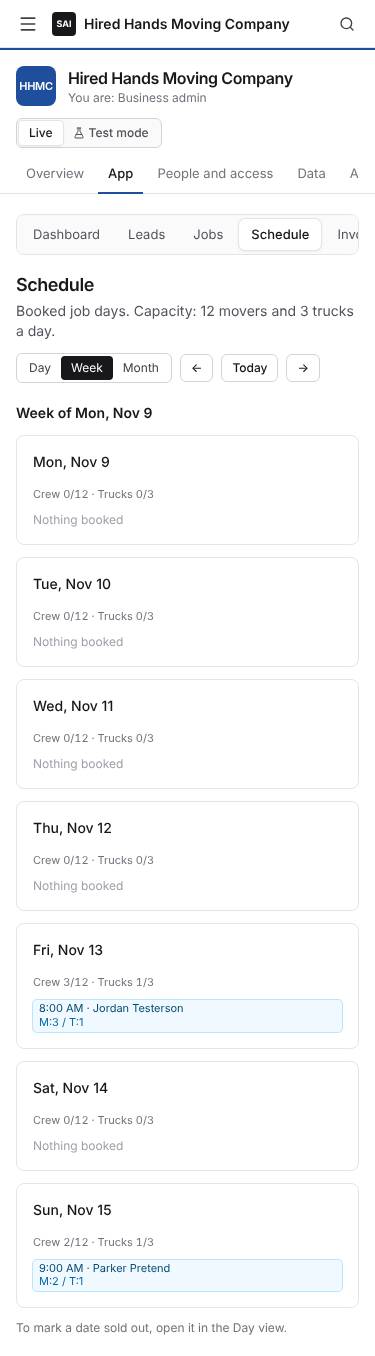 SAI Hired Hands Moving Company
HHMC
Hired Hands Moving Company
You are: Business admin
Live Test mode
Overview App People and access Data A
Dashboard Leads Jobs Schedule Invo
Schedule
Booked job days. Capacity: 12 movers and 3 trucks
a day.
Day Week Month ← Today →
Week of Mon, Nov 9
Mon, Nov 9
Crew 0/12 · Trucks 0/3
Nothing booked
Tue, Nov 10
Crew 0/12 · Trucks 0/3
Nothing booked
Wed, Nov 11
Crew 0/12 · Trucks 0/3
Nothing booked
Thu, Nov 12
Crew 0/12 · Trucks 0/3
Nothing booked
Fri, Nov 13
Crew 3/12 · Trucks 1/3
8:00 AM · Jordan Testerson
M:3 / T:1
Sat, Nov 14
Crew 0/12 · Trucks 0/3
Nothing booked
Sun, Nov 15
Crew 2/12 · Trucks 1/3
9:00 AM · Parker Pretend
M:2 / T:1
To mark a date sold out, open it in the Day view.